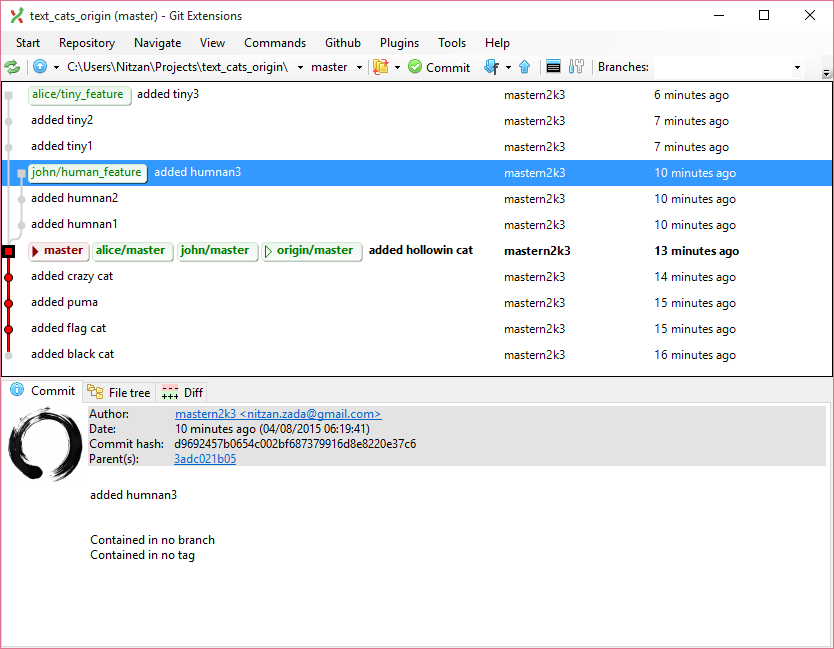 text_cats_origin (master) - Git Extensions
Start Repository Navigate View Commands Github Plugins Tools Help
C:\Users\Nitzan\Projects\text_cats_origin\ master Commit Branches:
alice/tiny_feature added tiny3 mastern2k3 6 minutes ago
added tiny2 mastern2k3 7 minutes ago
added tiny1 mastern2k3 7 minutes ago
john/human_feature added humnan3 mastern2k3 10 minutes ago
added humnan2 mastern2k3 10 minutes ago
added humnan1 mastern2k3 10 minutes ago
master alice/master john/master origin/master added hollowin cat mastern2k3 13 minutes ago
added crazy cat mastern2k3 14 minutes ago
added puma mastern2k3 15 minutes ago
added flag cat mastern2k3 15 minutes ago
added black cat mastern2k3 16 minutes ago
Commit File tree Diff
Author: mastern2k3 <nitzan.zada@gmail.com>
Date: 10 minutes ago (04/08/2015 06:19:41)
Commit hash: d9692457b0654c002bf687379916d8e8220e37c6
Parent(s): 3adc021b05
added humnan3
Contained in no branch
Contained in no tag